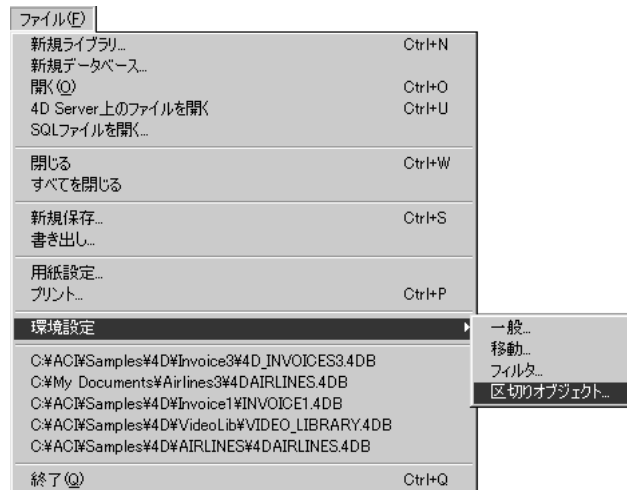 ファイル(F)
新規ライブラリ... Ctrl+N
新規データベース...
開く(O) Ctrl+O
4D Server上のファイルを開く Ctrl+U
SQLファイルを開く...
閉じる Ctrl+W
すべてを閉じる
新規保存... Ctrl+S
書き出し...
用紙設定...
プリント... Ctrl+P
環境設定
一般...
移動...
フィルタ...
区切りオブジェクト...
C:¥ACI¥Samples¥4D¥Invoice3¥4D_INVOICES3.4DB
C:¥My Documents¥Airlines3¥4DAIRLINES.4DB
C:¥ACI¥Samples¥4D¥Invoice1¥INVOICE1.4DB
C:¥ACI¥Samples¥4D¥VideoLib¥VIDEO_LIBRARY.4DB
C:¥ACI¥Samples¥4D¥AIRLINES¥4DAIRLINES.4DB
終了(Q) Ctrl+Q